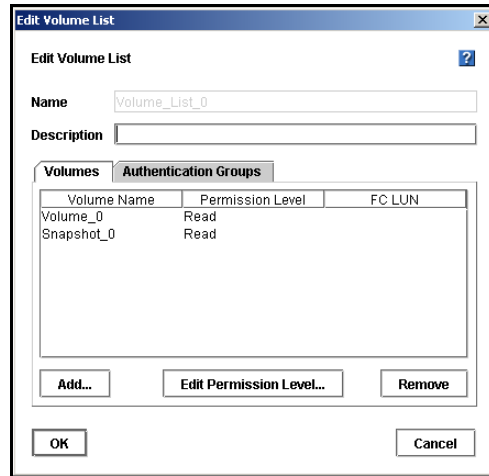 Edit Volume List
Edit Volume List ?
Name Volume_List_0
Description
Volumes Authentication Groups
Volume Name Permission Level FC LUN
Volume_0 Read
Snapshot_0 Read
Add... Edit Permission Level... Remove
OK Cancel